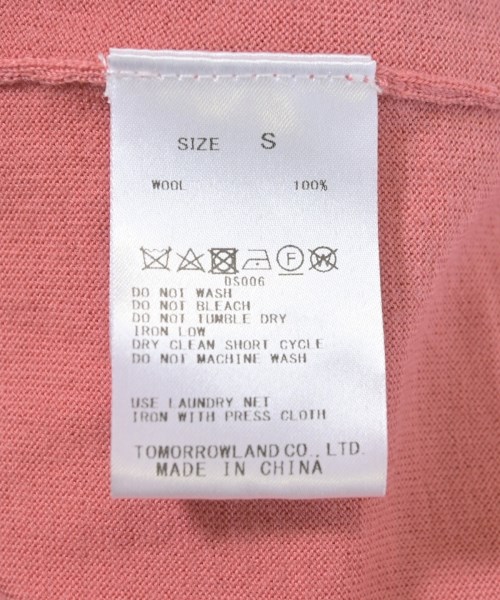 SIZE S
WOOL 100%
F W
DS006
DO NOT WASH
DO NOT BLEACH
DO NOT TUMBLE DRY
IRON LOW
DRY CLEAN SHORT CYCLE
DO NOT MACHINE WASH
USE LAUNDRY NET
IRON WITH PRESS CLOTH
TOMORROWLAND CO., LTD.
MADE IN CHINA